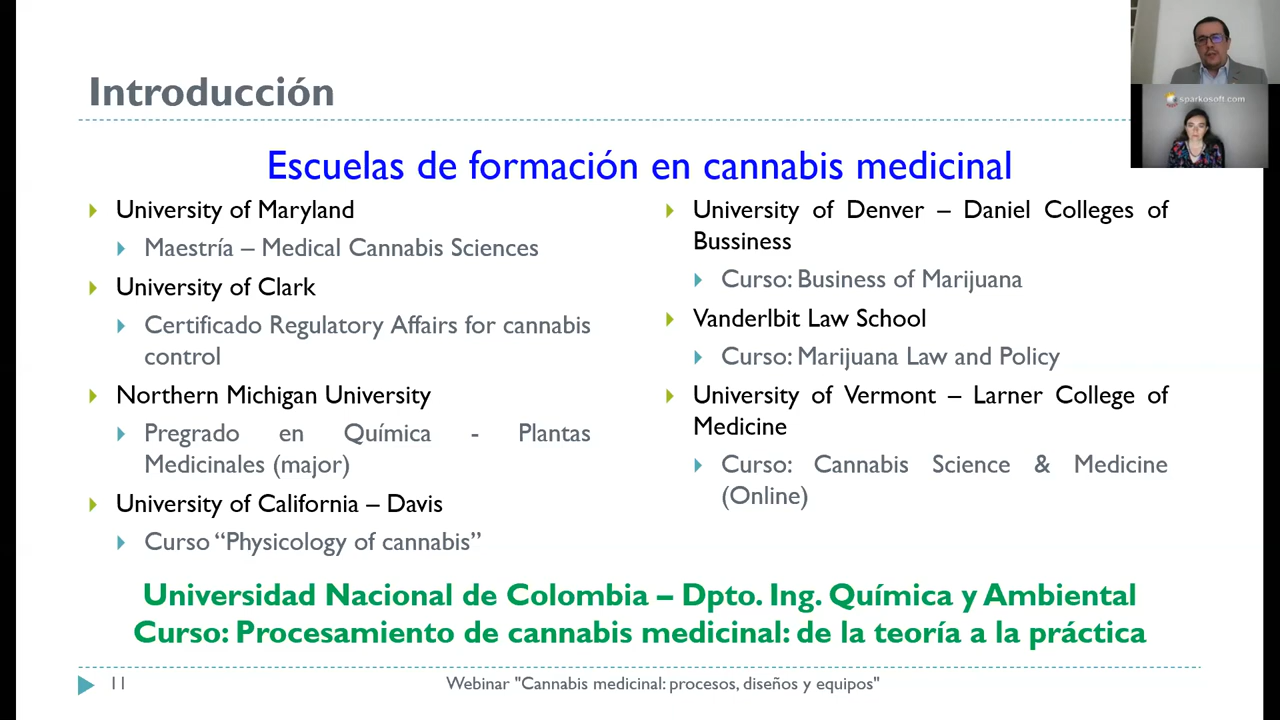 Introducción
Escuelas de formación en cannabis medicinal
University of Maryland
Maestría – Medical Cannabis Sciences
University of Clark
Certificado Regulatory Affairs for cannabis
control
Northern Michigan University
Pregrado en Química - Plantas
Medicinales (major)
University of California – Davis
Curso “Physicology of cannabis”
University of Denver – Daniel Colleges of
Bussiness
Curso: Business of Marijuana
Vanderlbit Law School
Curso: Marijuana Law and Policy
University of Vermont – Larner College of
Medicine
Curso: Cannabis Science & Medicine
(Online)
Universidad Nacional de Colombia – Dpto. Ing. Química y Ambiental
Curso: Procesamiento de cannabis medicinal: de la teoría a la práctica
11
Webinar "Cannabis medicinal: procesos, diseños y equipos"
sparkosoft.com